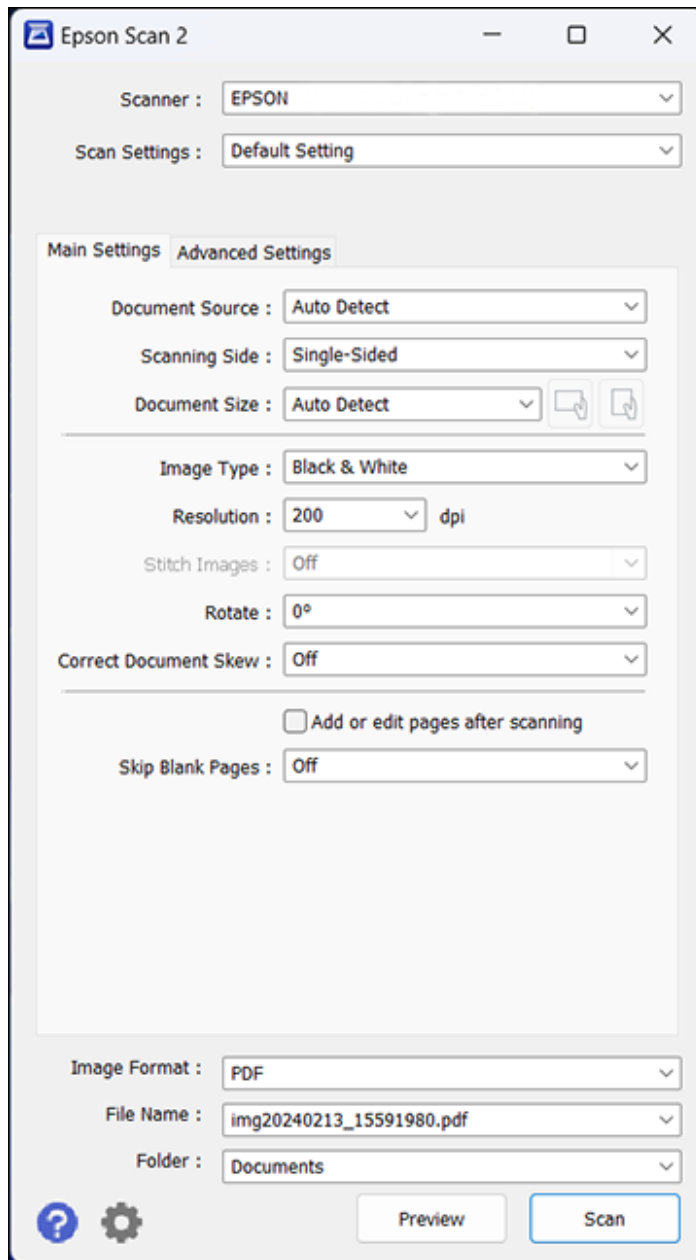 Epson Scan 2
Scanner : EPSON
Scan Settings : Default Setting
Main Settings Advanced Settings
Document Source : Auto Detect
Scanning Side : Single-Sided
Document Size : Auto Detect
Image Type : Black & White
Resolution : 200 dpi
Stitch Images : Off
Rotate : 0º
Correct Document Skew : Off
Add or edit pages after scanning
Skip Blank Pages : Off
Image Format : PDF
File Name : img20240213_15591980.pdf
Folder : Documents
? Preview Scan